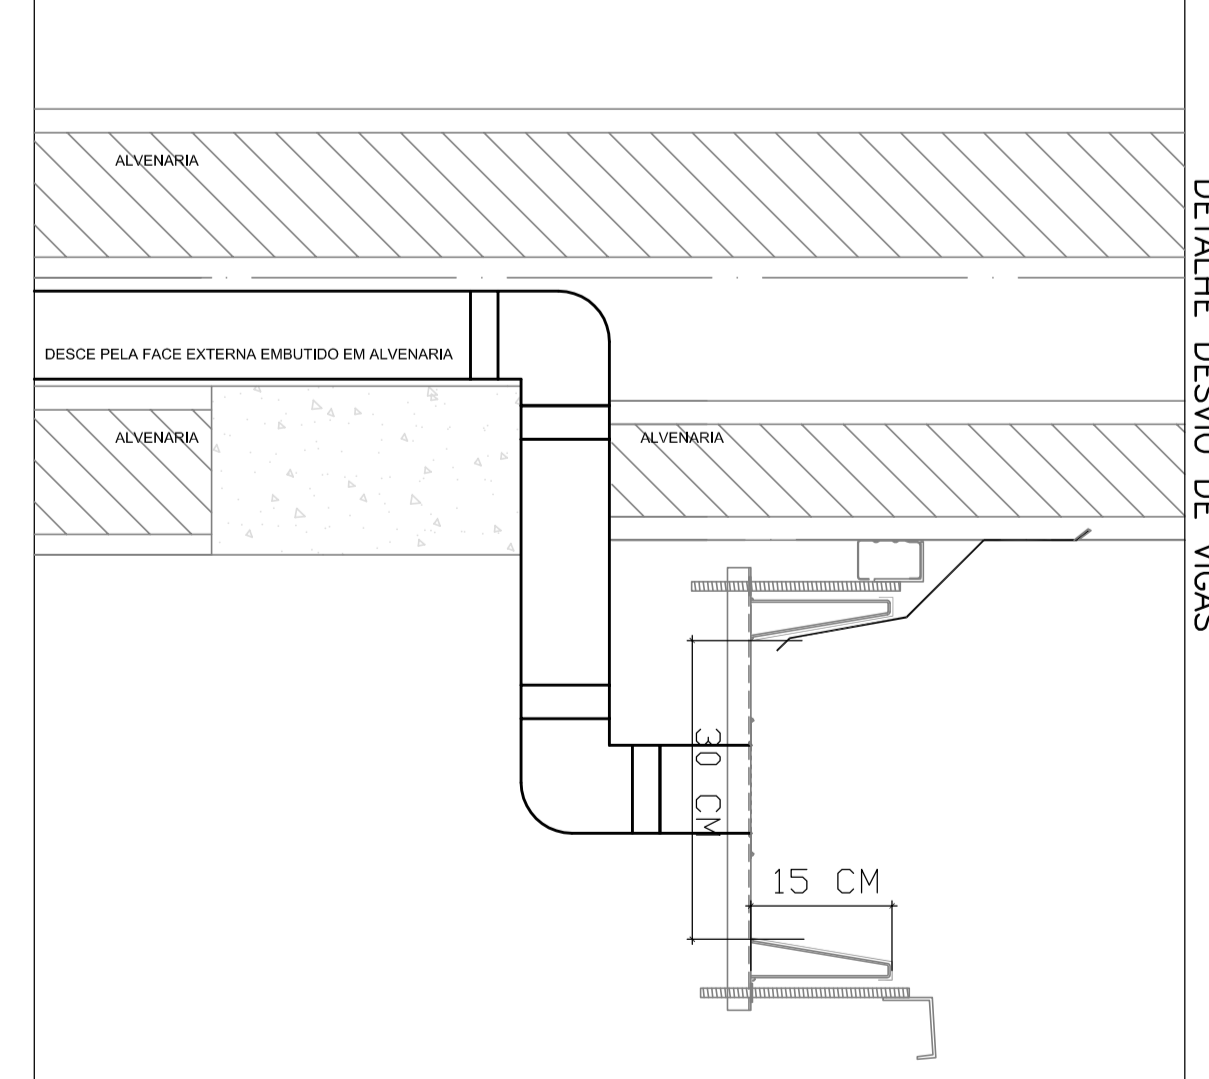 ALVENARIA
DESCE PELA FACE EXTERNA EMBUTIDO EM ALVENARIA
ALVENARIA
ALVENARIA
30 CM
15 CM
DETALHE DESVIO DE VIGAS